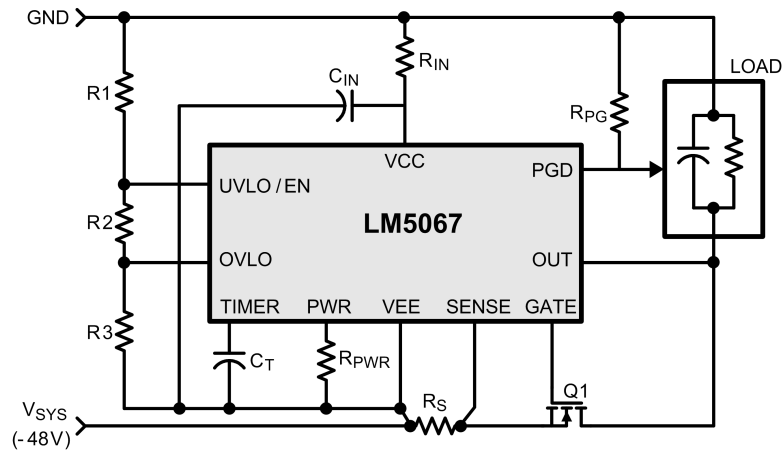 GND
R1
C_IN
R_IN
R_PG
LOAD
VCC
PGD
UVLO / EN
R2
LM5067
OVLO
OUT
TIMER
PWR
VEE
SENSE
GATE
R3
C_T
R_PWR
R_S
Q1
V_SYS
(-48V)